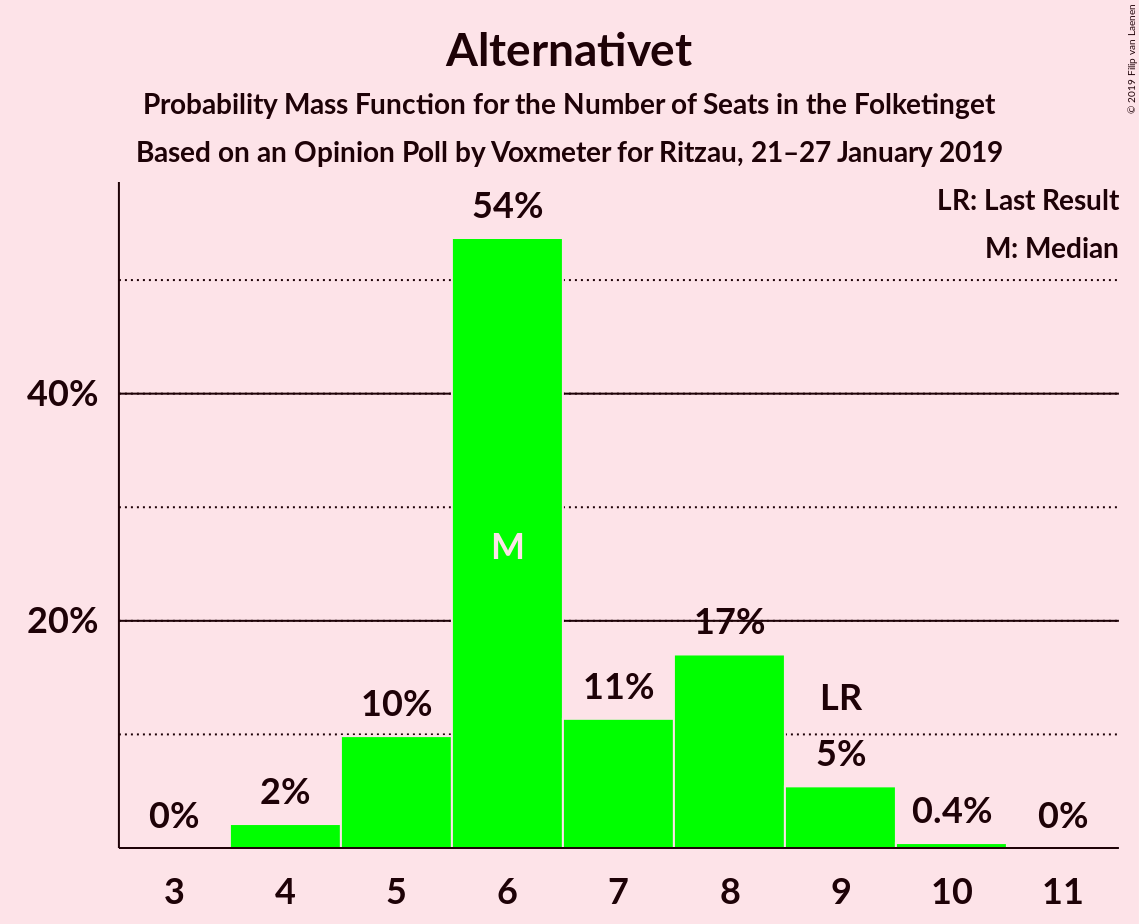 Alternativet
Probability Mass Function for the Number of Seats in the Folketinget
Based on an Opinion Poll by Voxmeter for Ritzau, 21–27 January 2019
© 2019 Filip van Laenen
LR: Last Result
M: Median
54%
40%
M
20%
17%
11%
LR
10%
5%
2%
0.4%
0%
0%
3 4 5 6 7 8 9 10 11